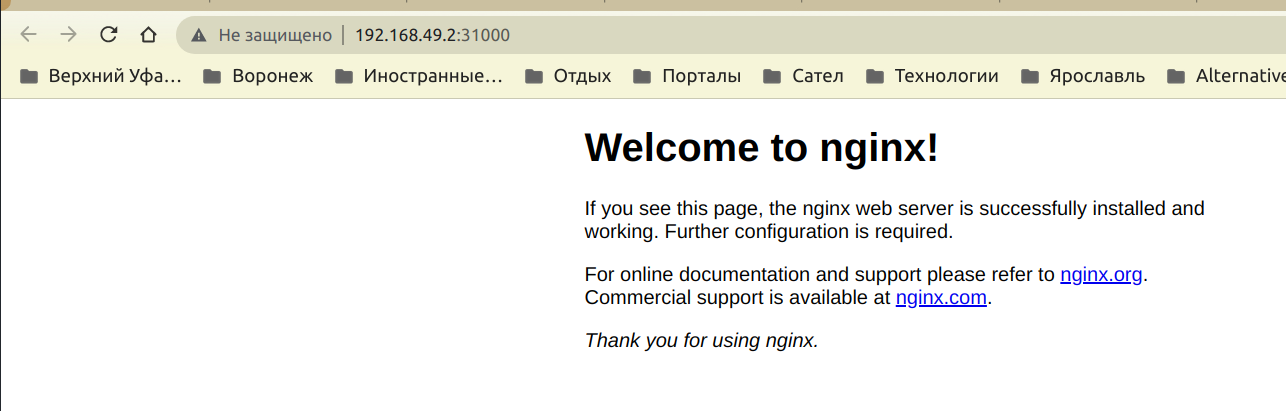 Не защищено | 192.168.49.2:31000
Верхний Уфа… Воронеж Иностранные… Отдых Порталы Сател Технологии Ярославль Alternative
Welcome to nginx!
If you see this page, the nginx web server is successfully installed and
working. Further configuration is required.
For online documentation and support please refer to nginx.org.
Commercial support is available at nginx.com.
Thank you for using nginx.